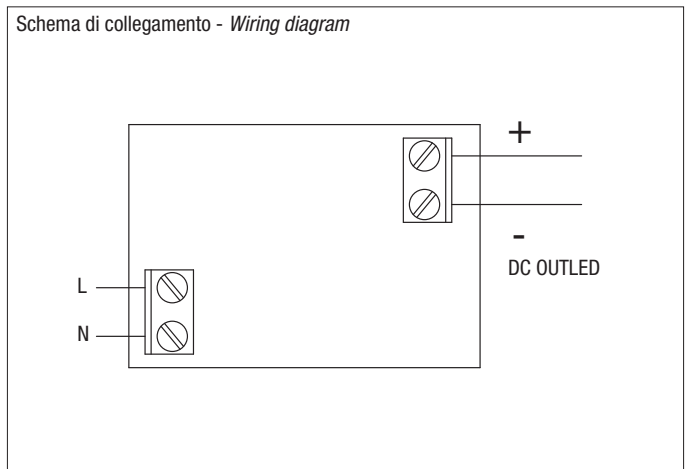 Schema di collegamento - Wiring diagram
+
-
DC OUTLED
L
N